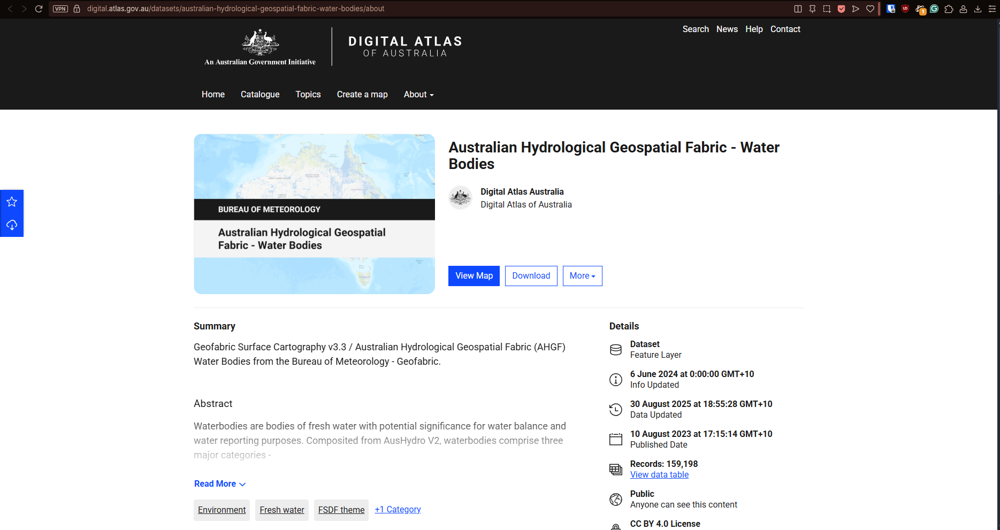 VPN
digital.atlas.gov.au/datasets/australian-hydrological-geospatial-fabric-water-bodies/about
1
Search News Help Contact
An Australian Government Initiative
DIGITAL ATLAS
OF AUSTRALIA
Home Catalogue Topics Create a map About
BUREAU OF METEOROLOGY
Australian Hydrological Geospatial
Fabric - Water Bodies
Australian Hydrological Geospatial Fabric - Water
Bodies
Digital Atlas Australia
Digital Atlas of Australia
View Map Download More
Summary
Geofabric Surface Cartography v3.3 / Australian Hydrological Geospatial Fabric (AHGF)
Water Bodies from the Bureau of Meteorology - Geofabric.
Abstract
Waterbodies are bodies of fresh water with potential significance for water balance and
water reporting purposes. Composited from AusHydro V2, waterbodies comprise three
major categories -
Read More
Environment Fresh water FSDF theme +1 Category
Details
Dataset
Feature Layer
6 June 2024 at 0:00:00 GMT+10
Info Updated
30 August 2025 at 18:55:28 GMT+10
Data Updated
10 August 2023 at 17:15:14 GMT+10
Published Date
Records: 159,198
View data table
Public
Anyone can see this content
CC BY 4.0 License